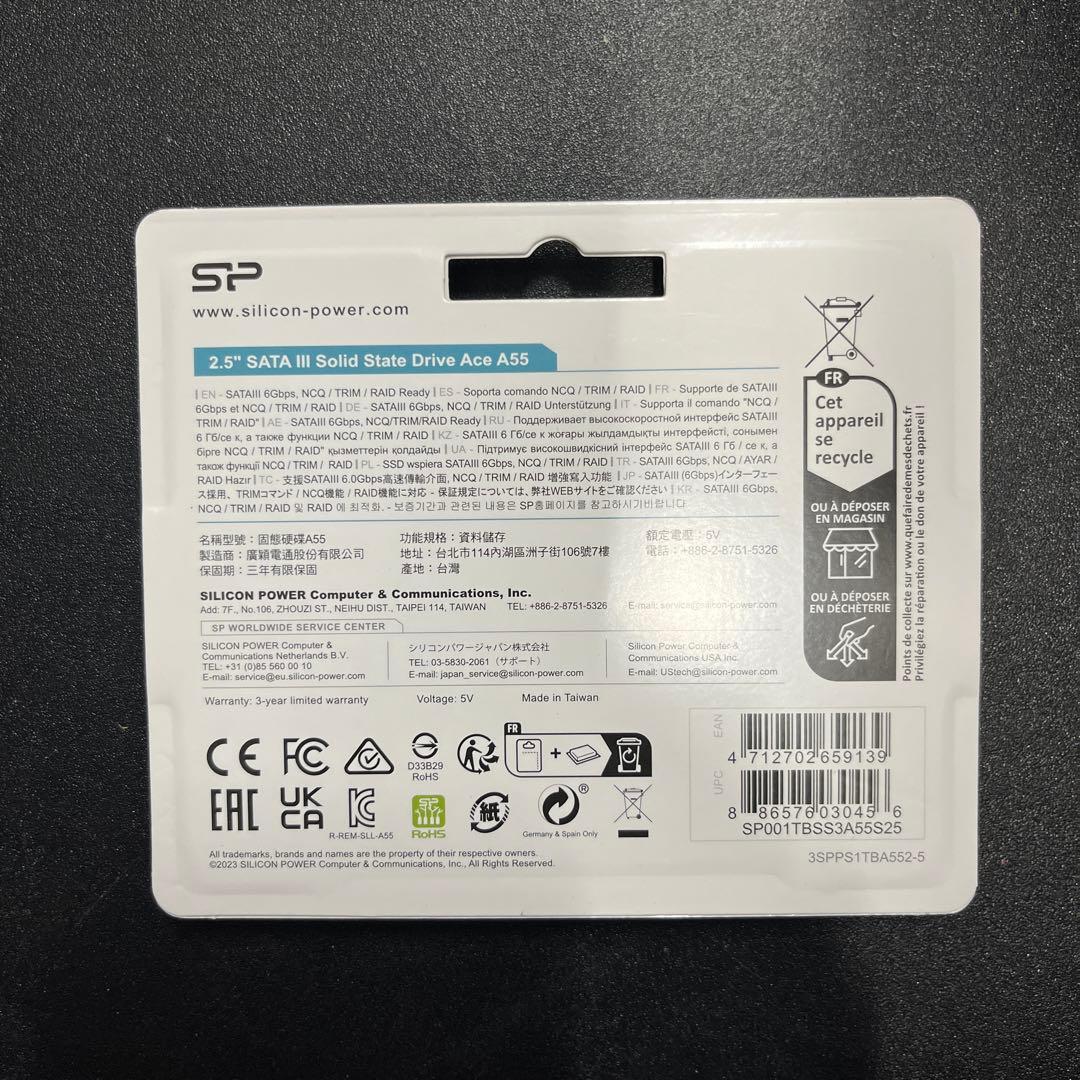 SP
www.silicon-power.com
2.5" SATA III Solid State Drive Ace A55
| EN - SATAIII 6Gbps, NCQ / TRIM / RAID Ready | ES - Soporta comando NCQ / TRIM / RAID | FR - Supporte de SATAIII
6Gbps et NCQ / TRIM / RAID | DE - SATAIII 6Gbps, NCQ / TRIM / RAID Unterstützung | IT - Supporta il comando "NCQ /
TRIM / RAID" | AE - SATAIII 6Gbps, NCQ/TRIM/RAID Ready | RU - Поддерживает высокоскоростной интерфейс SATAIII
6 Гб/се к, а также функции NCQ / TRIM / RAID | KZ - SATAIII 6 Гб/се к жоғары жылдамдықты интерфейсті, сонымен
бірге NCQ / TRIM / RAID" қызметтерін қолдайды | UA - Підтримує високошвидкісний інтерфейс SATAIII 6 Гб / се к, а
також функції NCQ / TRIM / RAID | PL - SSD wspiera SATAIII 6Gbps, NCQ / TRIM / RAID | TR - SATAIII 6Gbps, NCQ / AYAR /
RAID Hazır | TC - 支援SATAIII 6.0Gbps高速傳輸介面, NCQ / TRIM / RAID 增強寫入功能 | JP - SATAIII (6Gbps)インターフェー
ス採用、TRIMコマンド / NCQ機能 / RAID機能に対応 - 保証規定については、弊社WEBサイトをご確認ください | KR - SATAIII 6Gbps,
NCQ / TRIM / RAID 및 RAID 에 최적화. - 보증기간과 관련된 내용은 SP홈페이지를 참고하시기바랍니다.
名稱型號：固態硬碟A55 功能規格：資料儲存 額定電壓：5V
製造商：廣穎電通股份有限公司 地址：台北市114內湖區洲子街106號7樓 電話：+886-2-8751-5326
保固期：三年有限保固 產地：台灣
SILICON POWER Computer & Communications, Inc.
Add: 7F., No.106, ZHOUZI ST., NEIHU DIST., TAIPEI 114, TAIWAN TEL: +886-2-8751-5326 E-mail: service@silicon-power.com
SP WORLDWIDE SERVICE CENTER
SILICON POWER Computer &
Communications Netherlands B.V.
TEL: +31 (0)85 560 00 10
E-mail: service@eu.silicon-power.com
シリコンパワージャパン株式会社
TEL: 03-5830-2061（サポート）
E-mail: japan_service@silicon-power.com
Silicon Power Computer &
Communications USA Inc.
E-mail: UStech@silicon-power.com
Warranty: 3-year limited warranty Voltage: 5V Made in Taiwan
FR
Cet
appareil
se
recycle
OU À DÉPOSER
EN MAGASIN
OU À DÉPOSER
EN DÉCHÈTERIE
Points de collecte sur www.quefairedemesdechets.fr
Privilégiez la réparation ou le don de votre appareil !
CE FC
D33B29
RoHS
FR
+
EAC UK
CA
R-REM-SLL-A55
SP
RoHS
紙
®
Germany & Spain Only
EAN
4 712702 659139
UPC
8 86576 03045 6
SP001TBSS3A55S25
3SPPS1TBA552-5
All trademarks, brands and names are the property of their respective owners.
©2023 SILICON POWER Computer & Communications, Inc., All Rights Reserved.